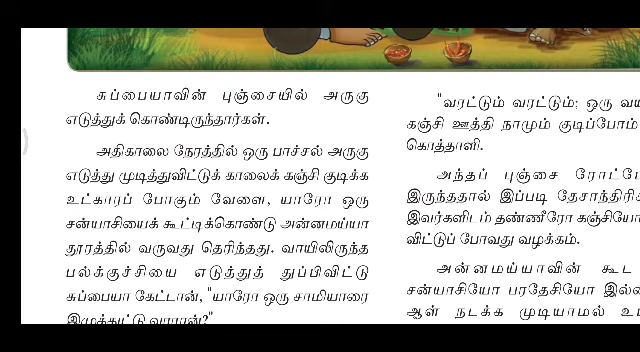 சுப்பையாவின் புஞ்சையில் அருகு
எடுத்துக் கொண்டிருந்தார்கள்.
அதிகாலை நேரத்தில் ஒரு பாச்சல் அருகு
எடுத்து முடித்துவிட்டுக் காலைக் கஞ்சி குடிக்க
உட்காரப் போகும் வேளை, யாரோ ஒரு
சன்யாசியைக் கூட்டிக்கொண்டு அன்னமய்யா
தூரத்தில் வருவது தெரிந்தது. வாயிலிருந்த
பல்க்குச்சியை எடுத்துத் துப்பிவிட்டு
சுப்பையா கேட்டான், "யாரோ ஒரு சாமியாரை
"வரட்டும் வரட்டும்; ஒரு
கஞ்சி ஊத்தி நாமும் குடிப்போம்
கொத்தாளி.
அந்தப் புஞ்சை
இருந்ததால் இப்படி
இவர்களிடம் தண்ணீரோ
விட்டுப் போவது வழக்கம்.
அன்னமய்யாவின் கூட
சன்யாசியோ பரதேசியோ
ஆள் நடக்க முடியாமல்